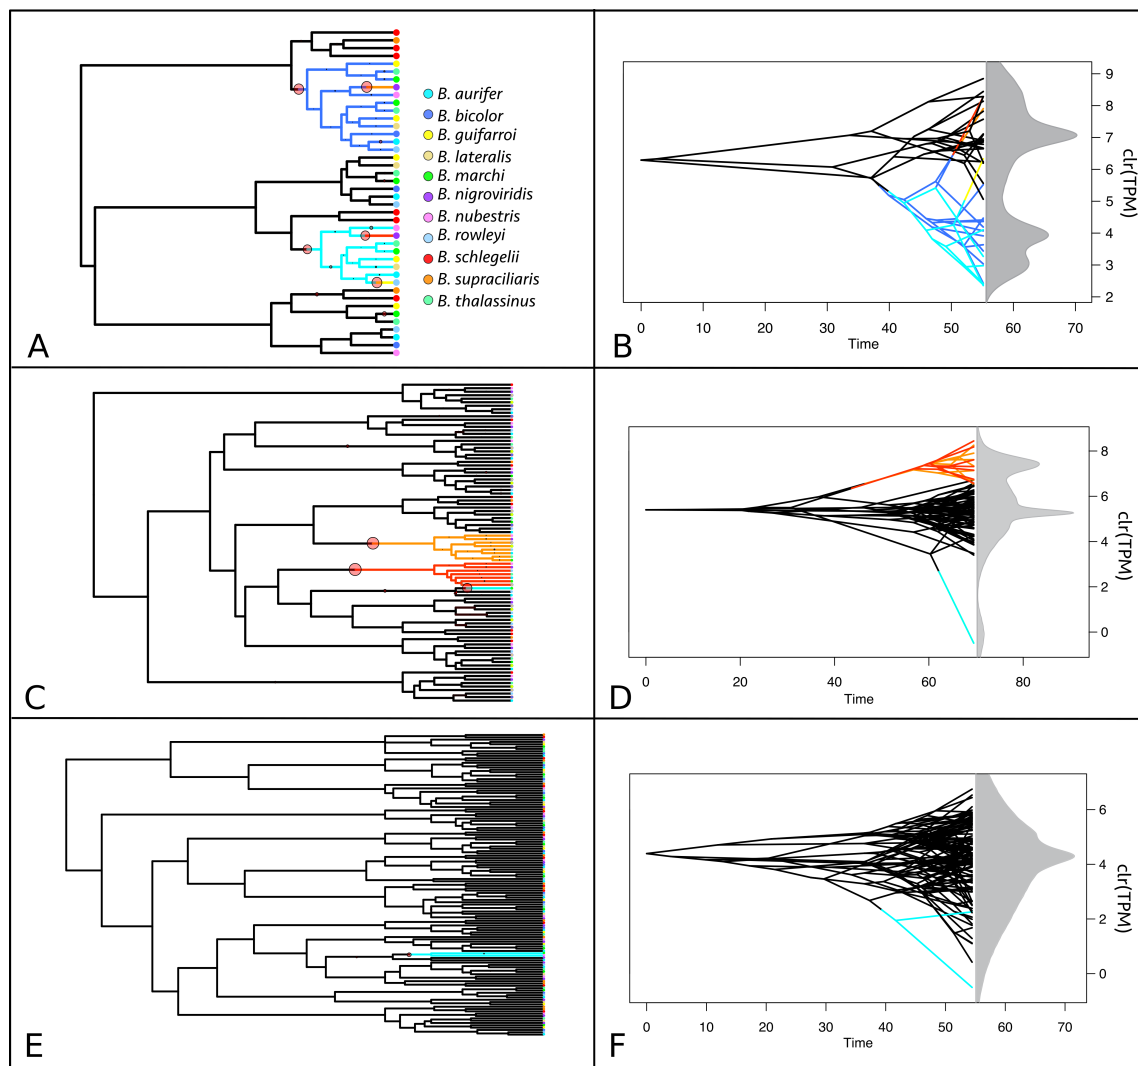 A
B. aurifer
B. bicolor
B. guifarroi
B. lateralis
B. marchi
B. nigroviridis
B. nubestris
B. rowleyi
B. schlegelii
B. supraciliaris
B. thalassinus
B
9
8
7
6
5
4
3
2
clr(TPM)
0 10 20 30 40 50 60 70
Time
C
D
8
6
4
2
0
clr(TPM)
0 20 40 60 80
Time
E
F
6
4
2
0
clr(TPM)
0 10 20 30 40 50 60 70
Time